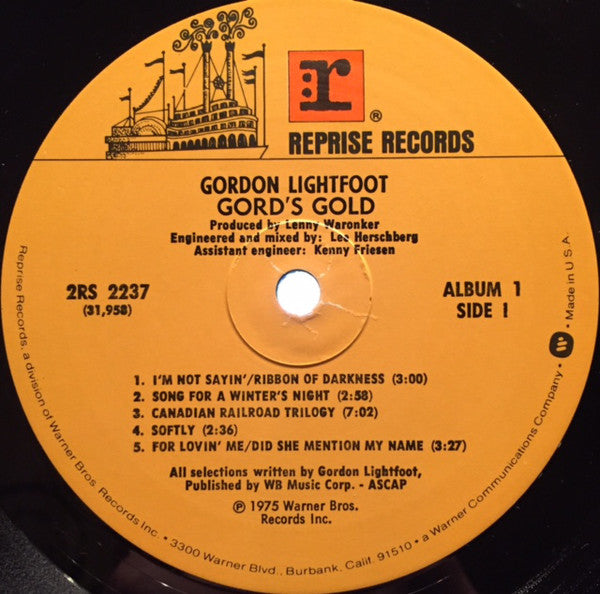 r
®
REPRISE RECORDS
GORDON LIGHTFOOT
GORD'S GOLD
Produced by Lenny Waronker
Engineered and mixed by: Lee Herschberg
Assistant engineer: Kenny Friesen
2RS 2237
(31,958)
ALBUM 1
SIDE 1
1. I'M NOT SAYIN'/RIBBON OF DARKNESS (3:00)
2. SONG FOR A WINTER'S NIGHT (2:58)
3. CANADIAN RAILROAD TRILOGY (7:02)
4. SOFTLY (2:36)
5. FOR LOVIN' ME/DID SHE MENTION MY NAME (3:27)
All selections written by Gordon Lightfoot,
Published by WB Music Corp. - ASCAP
℗ 1975 Warner Bros.
Records Inc.
Reprise Records, a division of Warner Bros. Records Inc. • 3300 Warner Blvd., Burbank, Calif. 91510 • a Warner Communications Company • W • Made in U.S.A.